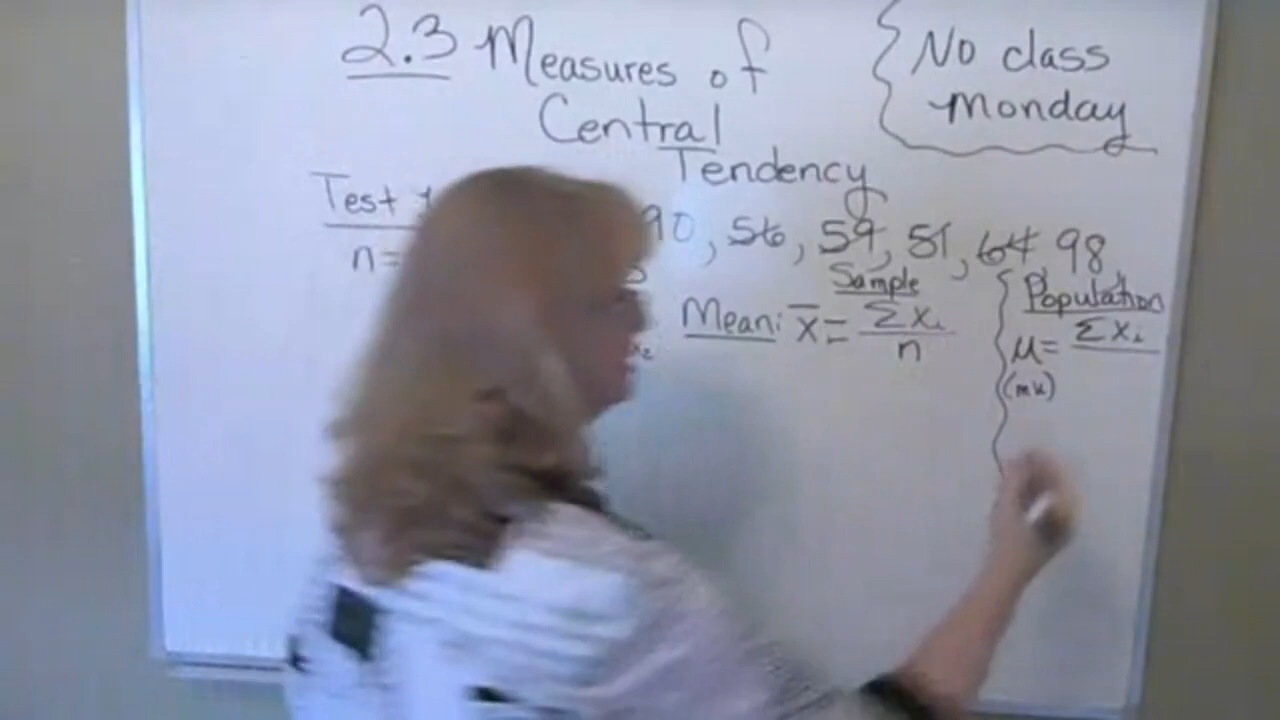 2.3 Measures of
Central
Tendency
No class
Monday
Test
n=
90, 56, 59, 51, 64 98
Sample
Mean: x̄ = Σxᵢ
n
Population
μ = Σxᵢ
(mu)